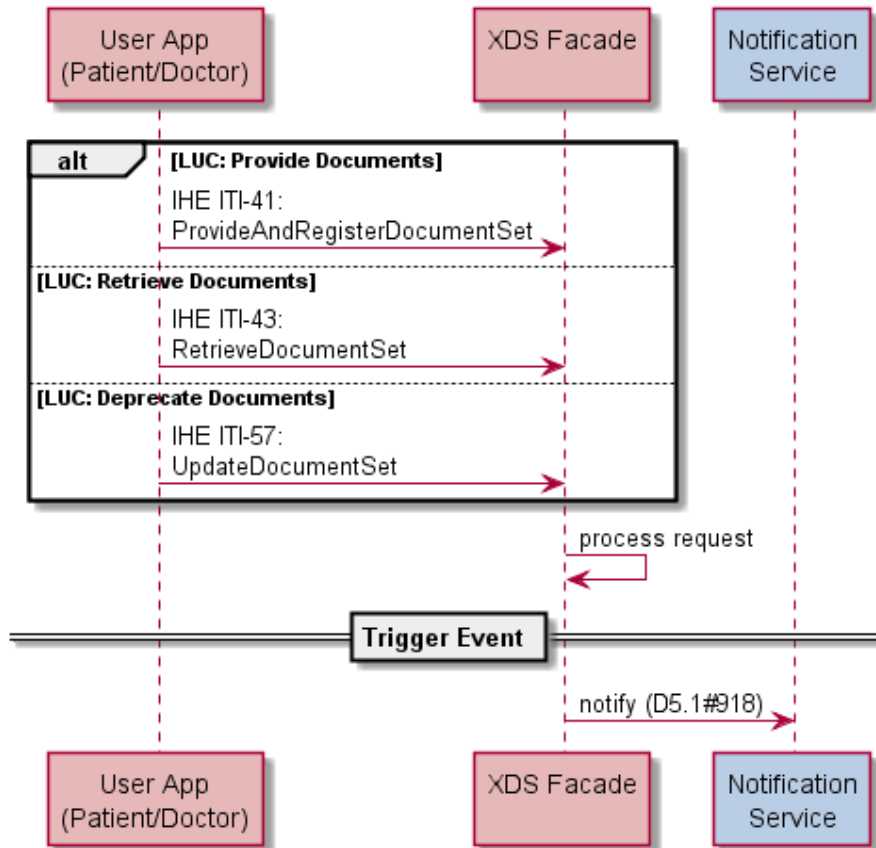 User App
(Patient/Doctor)
XDS Facade
Notification
Service
alt
[LUC: Provide Documents]
IHE ITI-41:
ProvideAndRegisterDocumentSet
[LUC: Retrieve Documents]
IHE ITI-43:
RetrieveDocumentSet
[LUC: Deprecate Documents]
IHE ITI-57:
UpdateDocumentSet
process request
Trigger Event
notify (D5.1#918)
User App
(Patient/Doctor)
XDS Facade
Notification
Service